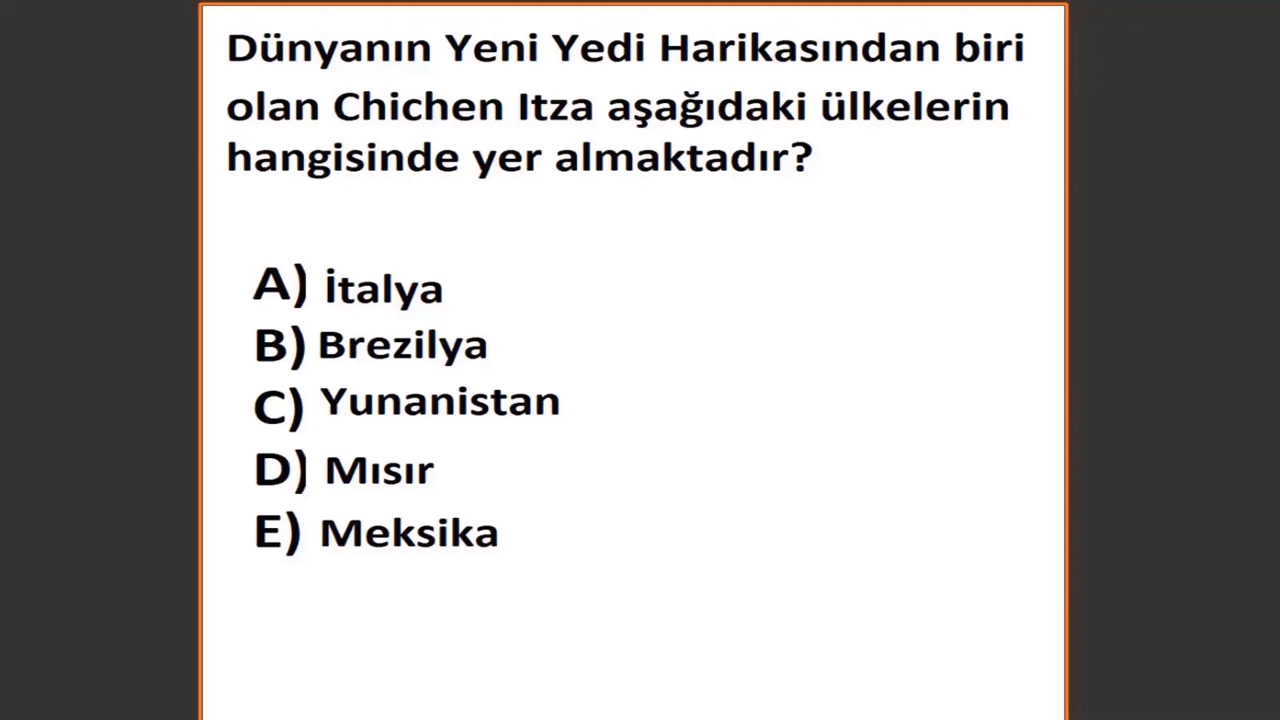 Dünyanın Yeni Yedi Harikasından biri
olan Chichen Itza aşağıdaki ülkelerin
hangisinde yer almaktadır?
A) İtalya
B) Brezilya
C) Yunanistan
D) Mısır
E) Meksika